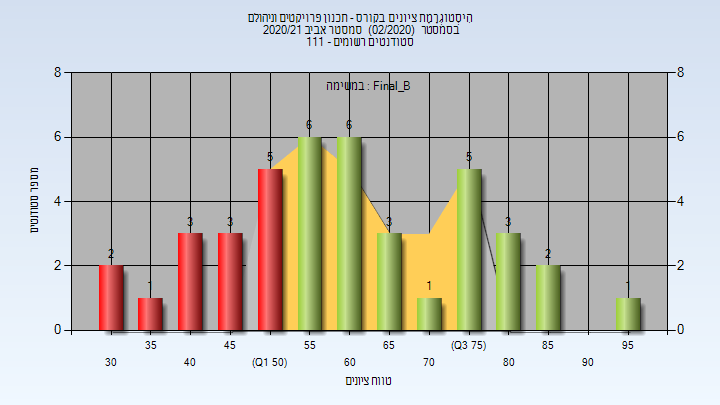 היסטוגרמת ציונים בקורס - תכנון פרויקטים וניהולם
בסמסטר (02/2020) סמסטר אביב 2020/21
סטודנטים רשומים - 111
במשימה : Final_B
מספר סטודנטים
8 8
6 6
4 4
2 2
0 0
2 1 3 3 5 6 6 3 1 5 3 2 1
35 45 55 65 (Q3 75) 85 95
30 40 (Q1 50) 60 70 80 90
טווח ציונים